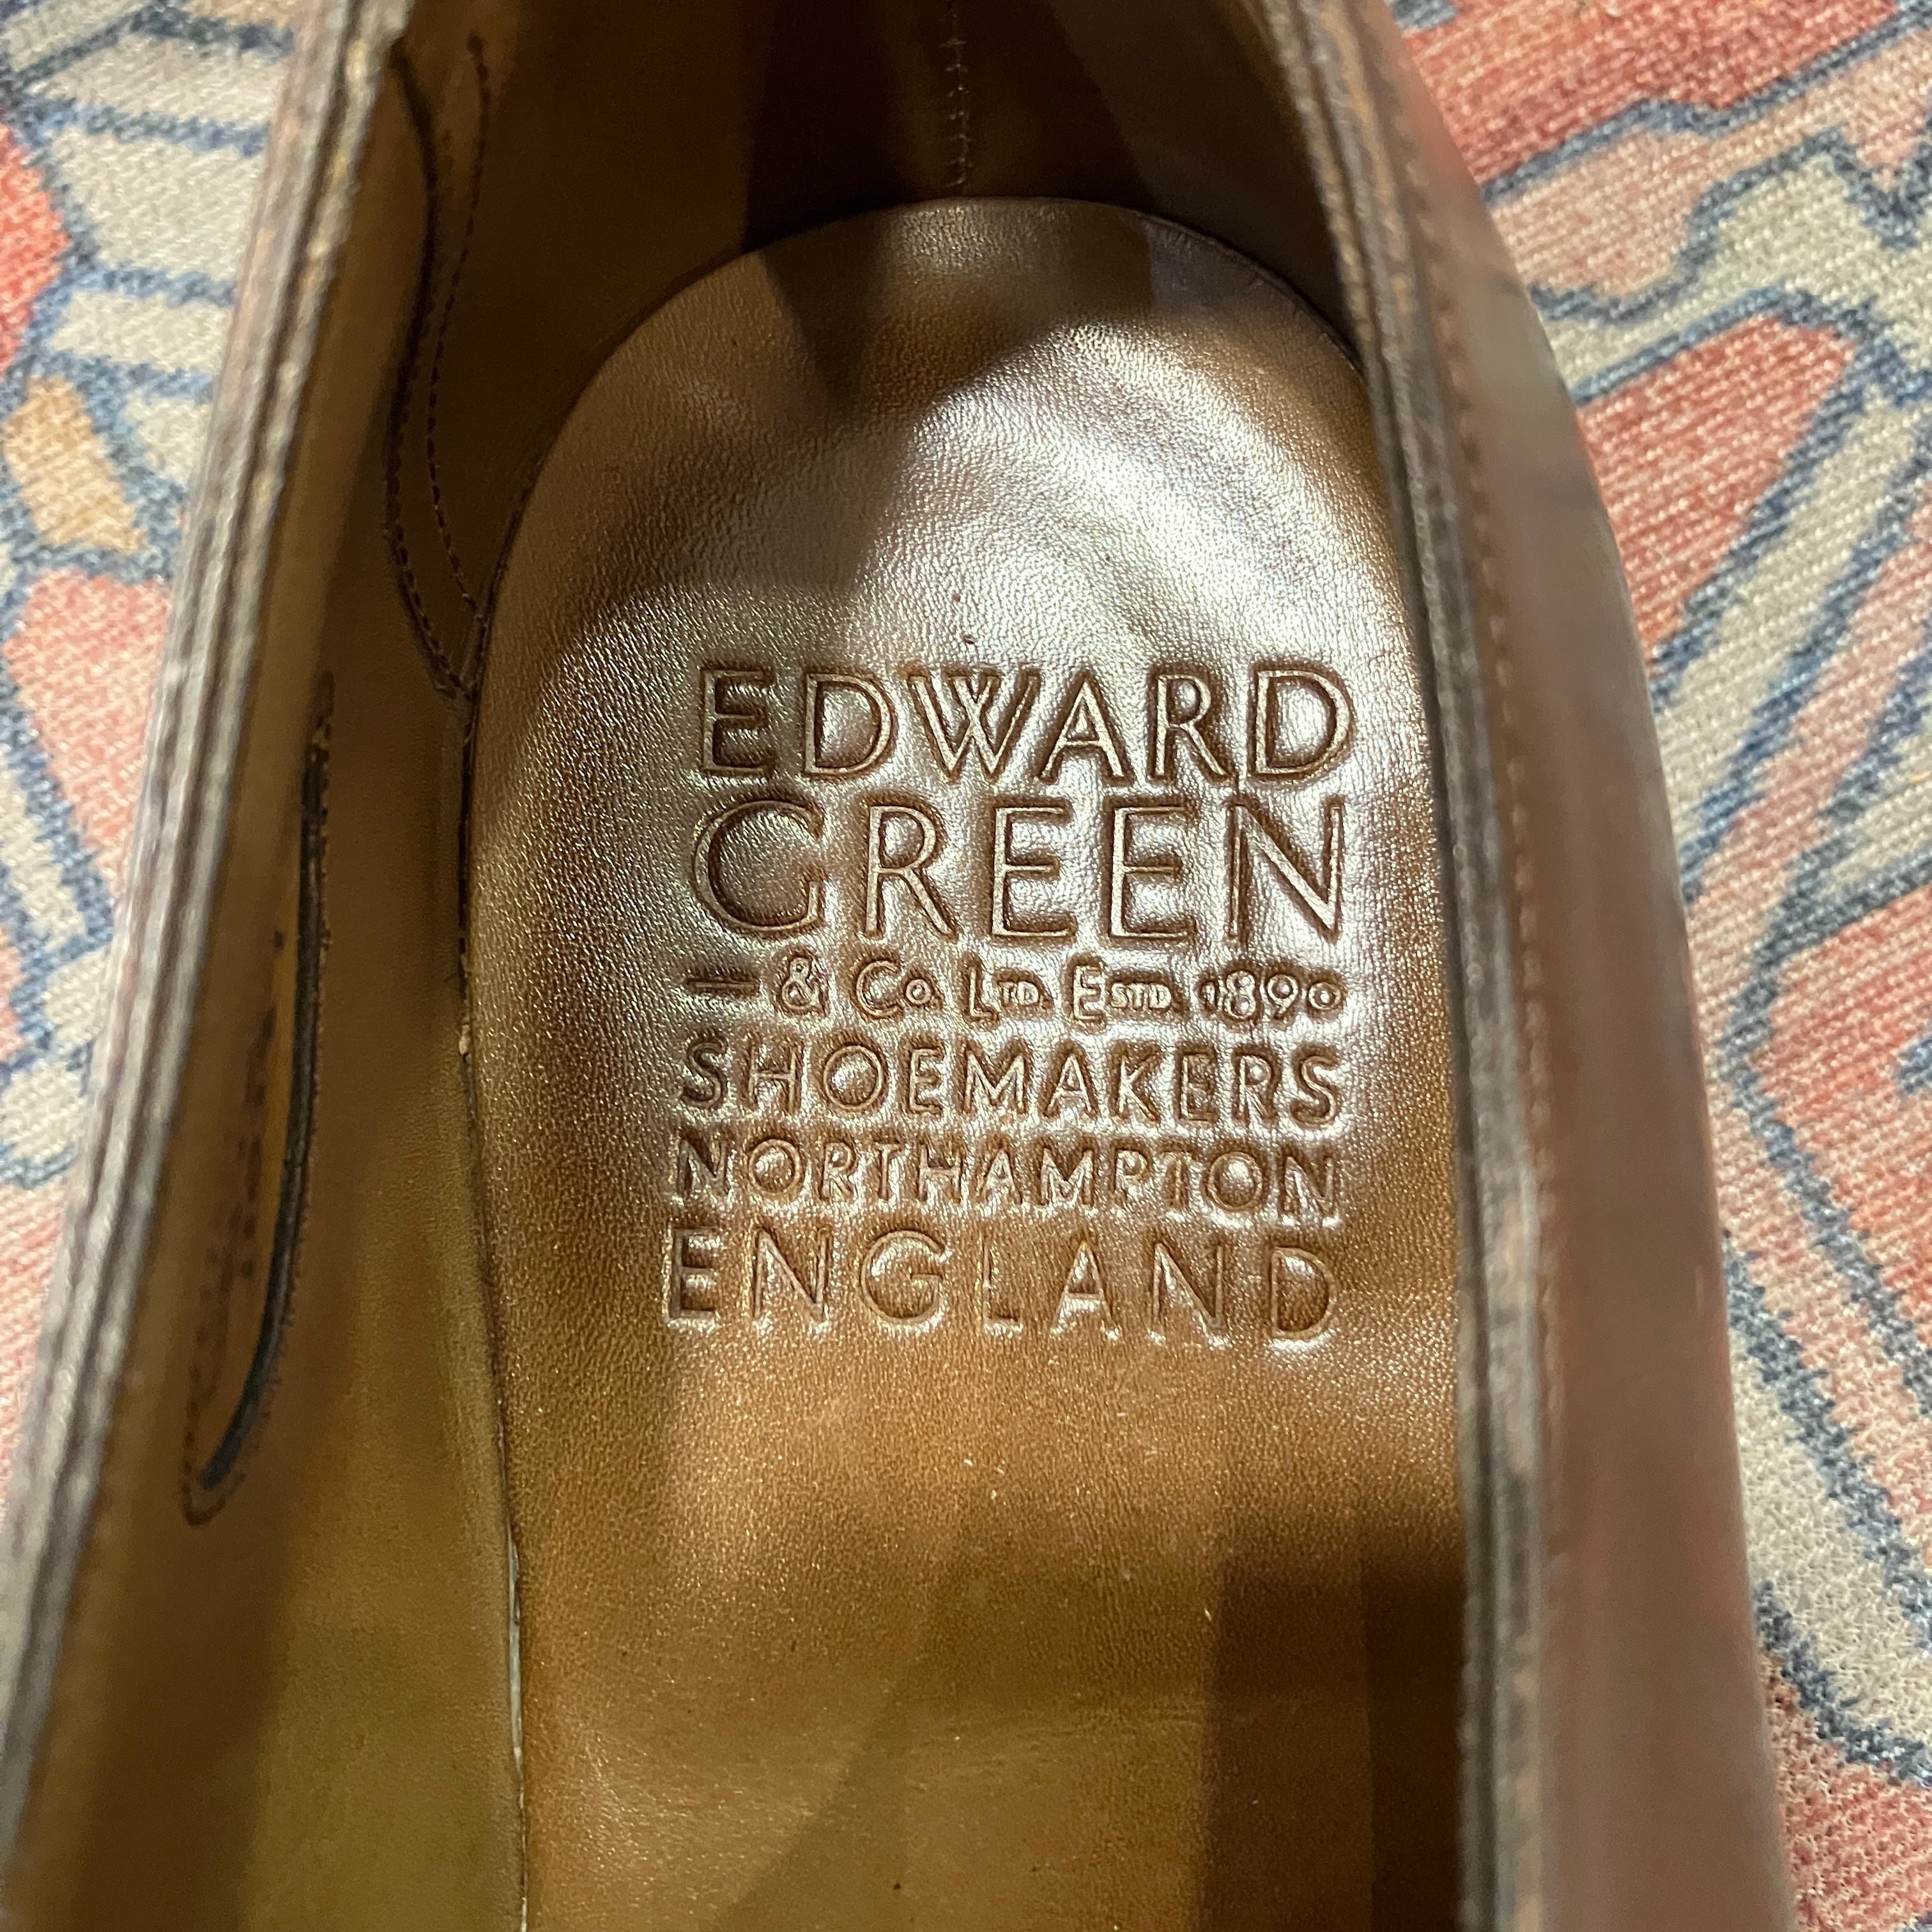 EDWARD
GREEN
— & Co. LTD. ESTD. 1890
SHOEMAKERS
NORTHAMPTON
ENGLAND